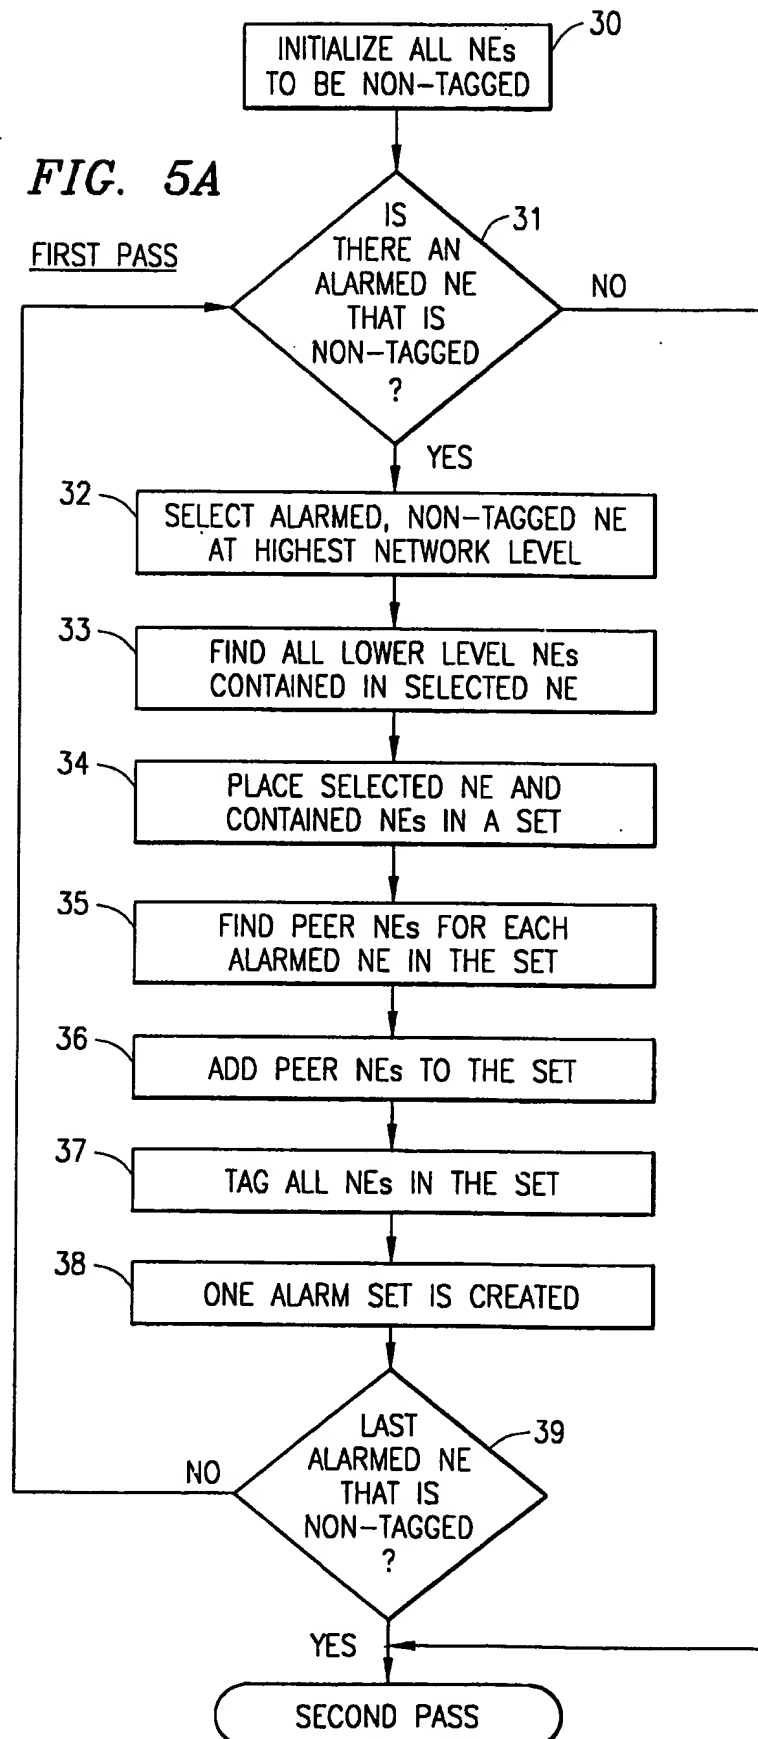 INITIALIZE ALL NEs
TO BE NON-TAGGED
30
FIG. 5A
FIRST PASS
IS
THERE AN
ALARMED NE
THAT IS
NON-TAGGED
?
31
NO
YES
32
SELECT ALARMED, NON-TAGGED NE
AT HIGHEST NETWORK LEVEL
33
FIND ALL LOWER LEVEL NEs
CONTAINED IN SELECTED NE
34
PLACE SELECTED NE AND
CONTAINED NEs IN A SET
35
FIND PEER NEs FOR EACH
ALARMED NE IN THE SET
36
ADD PEER NEs TO THE SET
37
TAG ALL NEs IN THE SET
38
ONE ALARM SET IS CREATED
LAST
ALARMED NE
THAT IS
NON-TAGGED
?
39
NO
YES
SECOND PASS